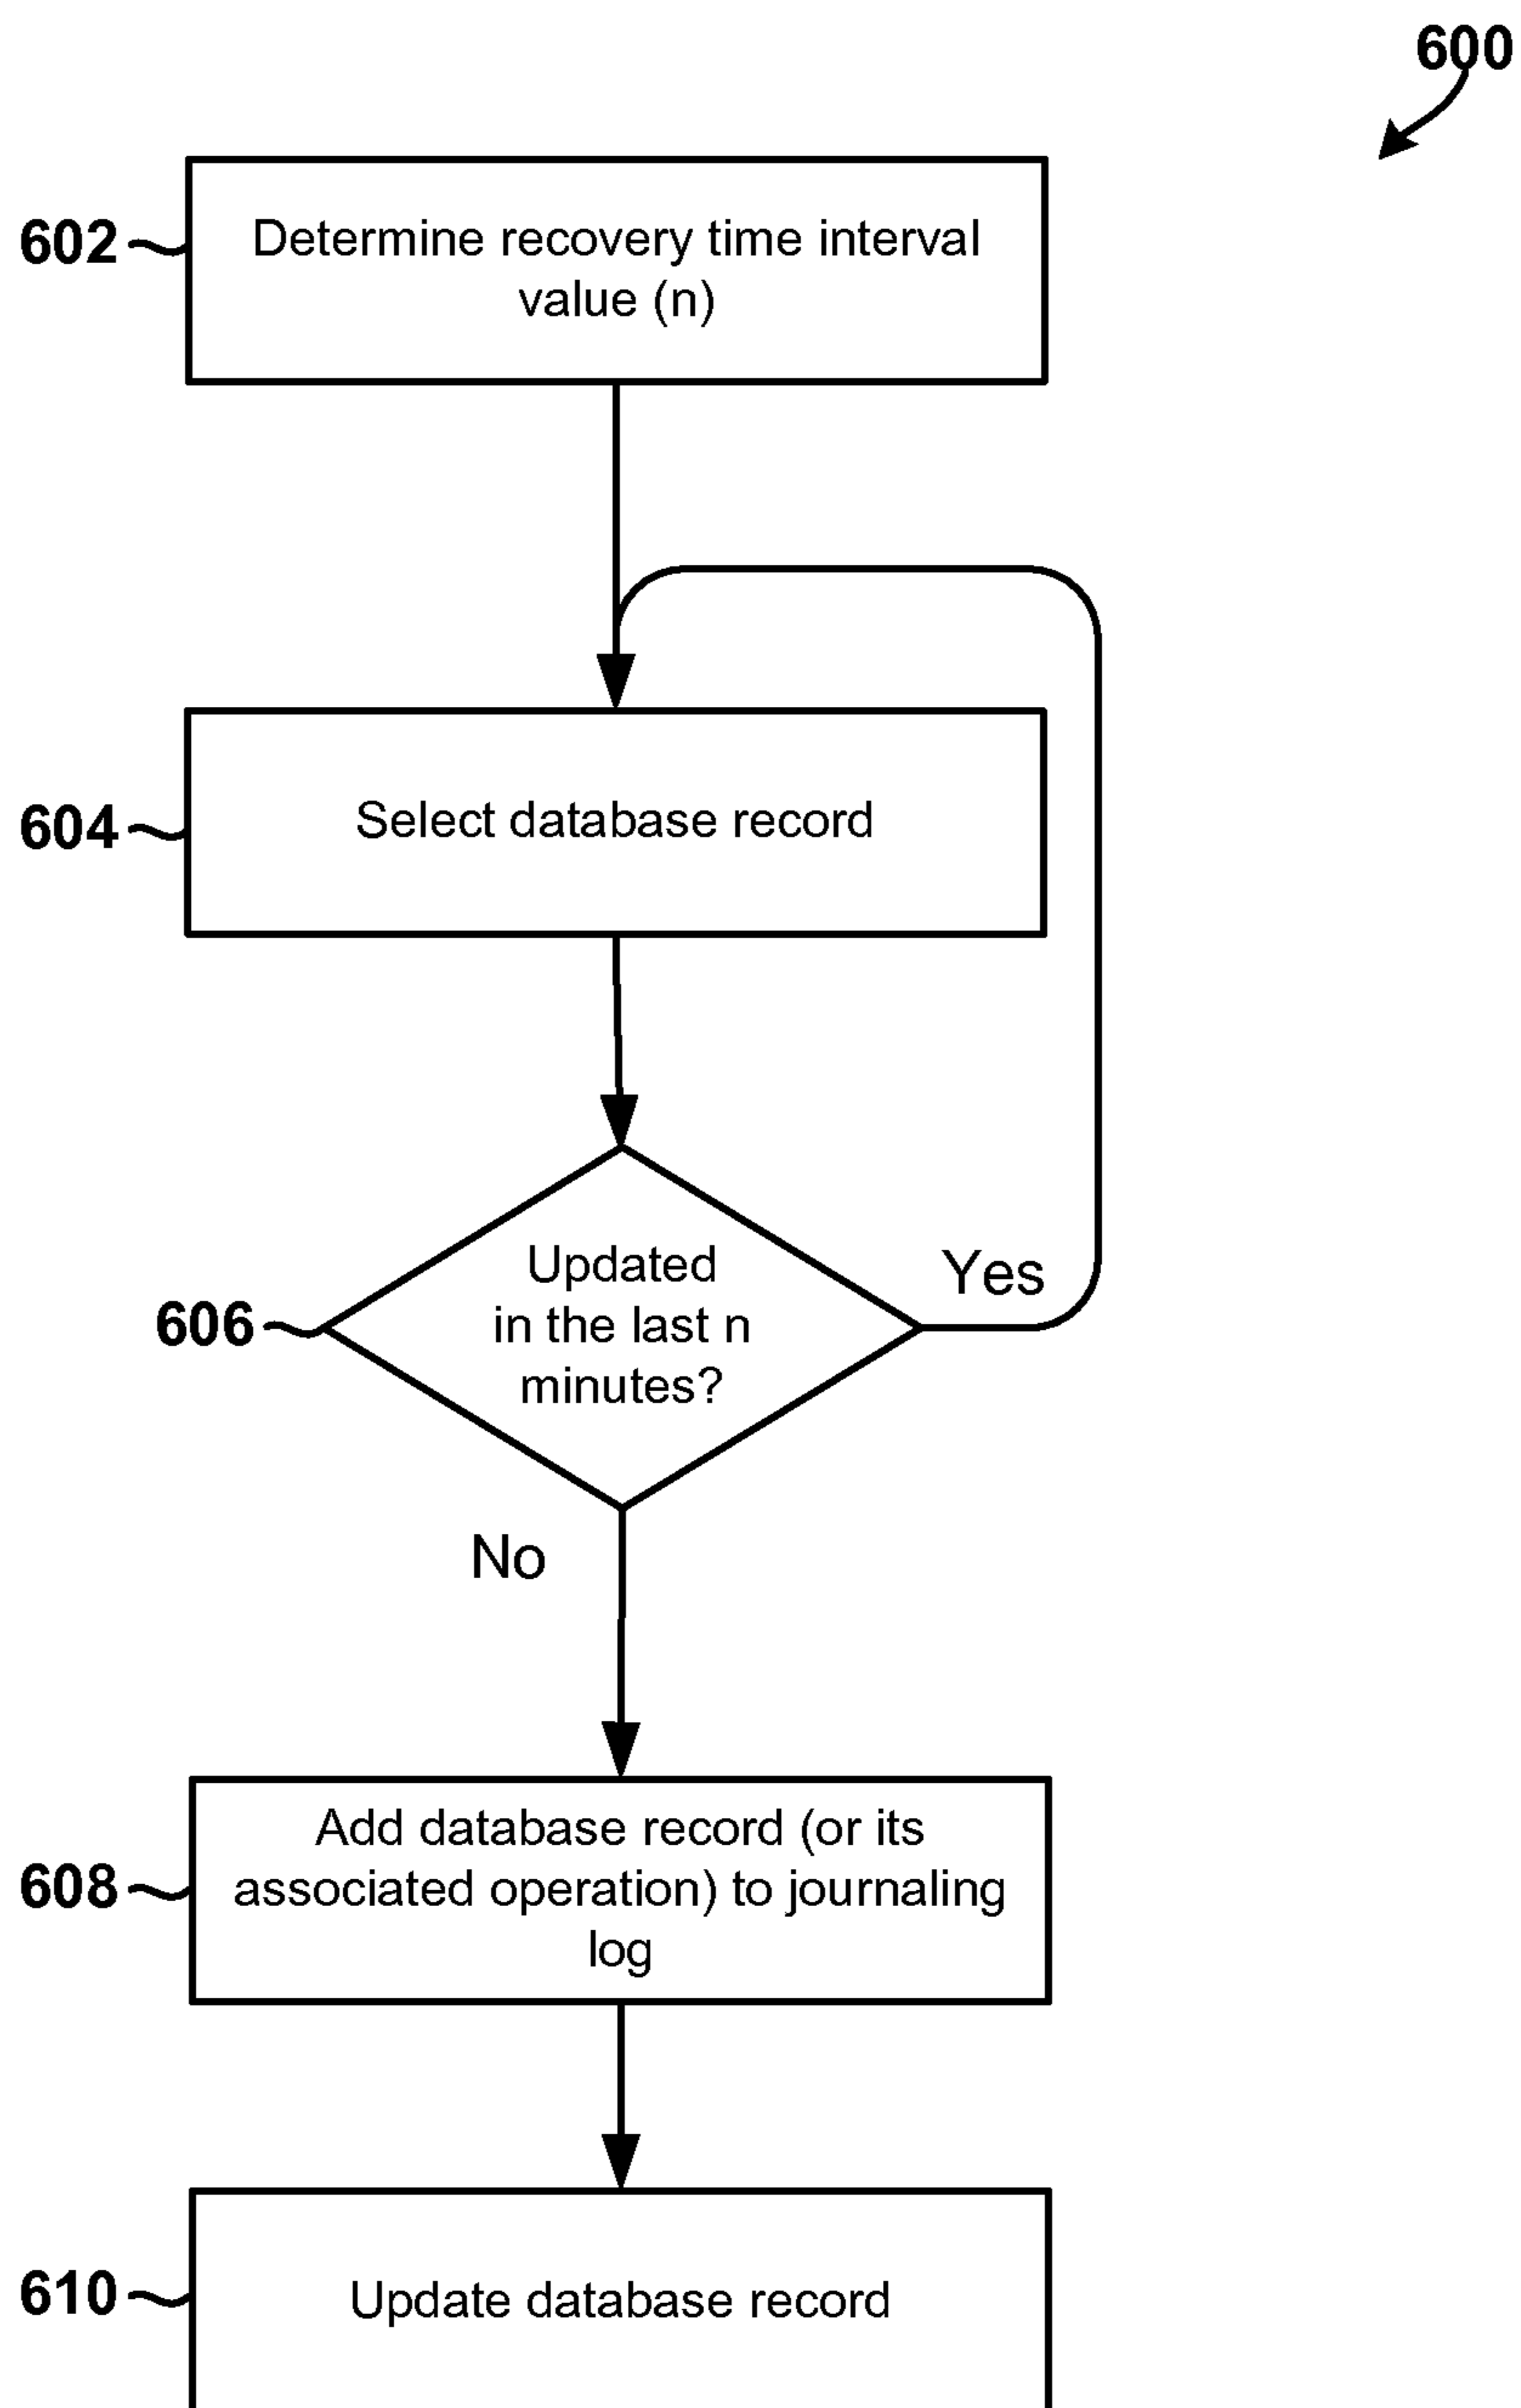 600
602
Determine recovery time interval
value (n)
604
Select database record
606
Updated
in the last n
minutes?
Yes
No
608
Add database record (or its
associated operation) to journaling
log
610
Update database record